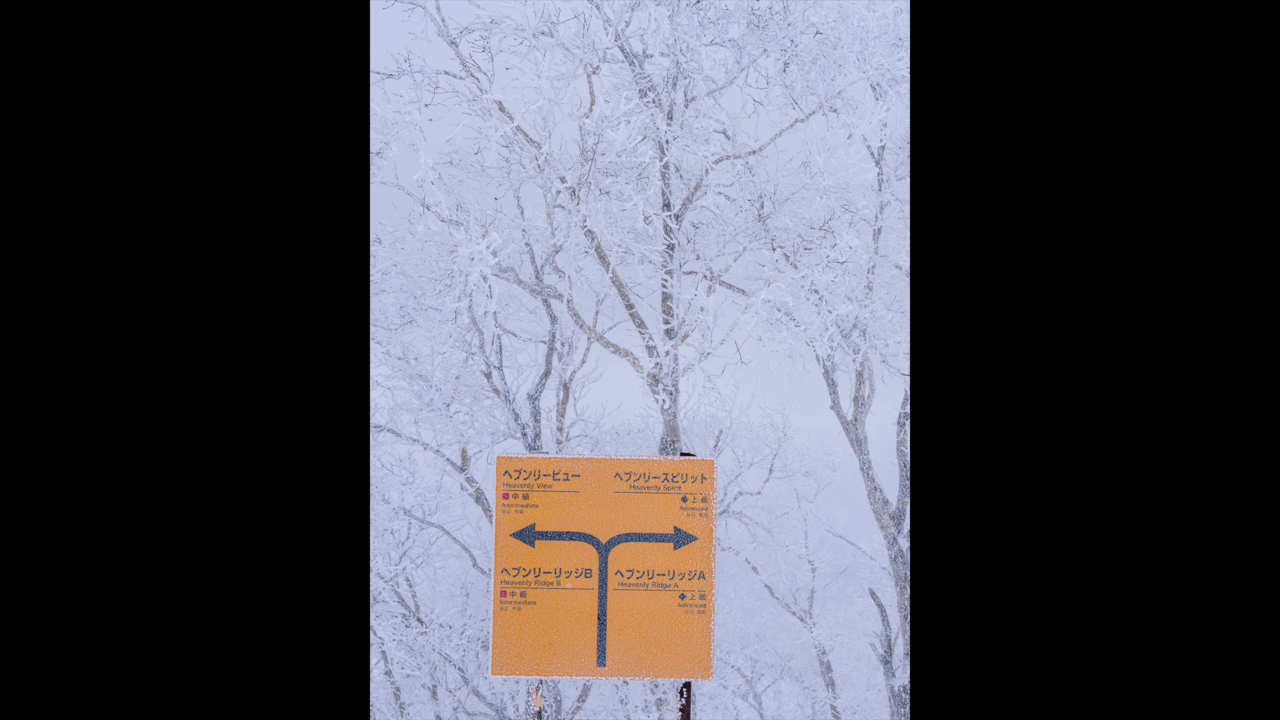 ヘブンリービュー
Heavenly View
中級
Intermediate
ヘブンリースピリット
Heavenly Spirit
上級
Advanced
ヘブンリーリッジB
Heavenly Ridge B
中級
Intermediate
ヘブンリーリッジA
Heavenly Ridge A
上級
Advanced